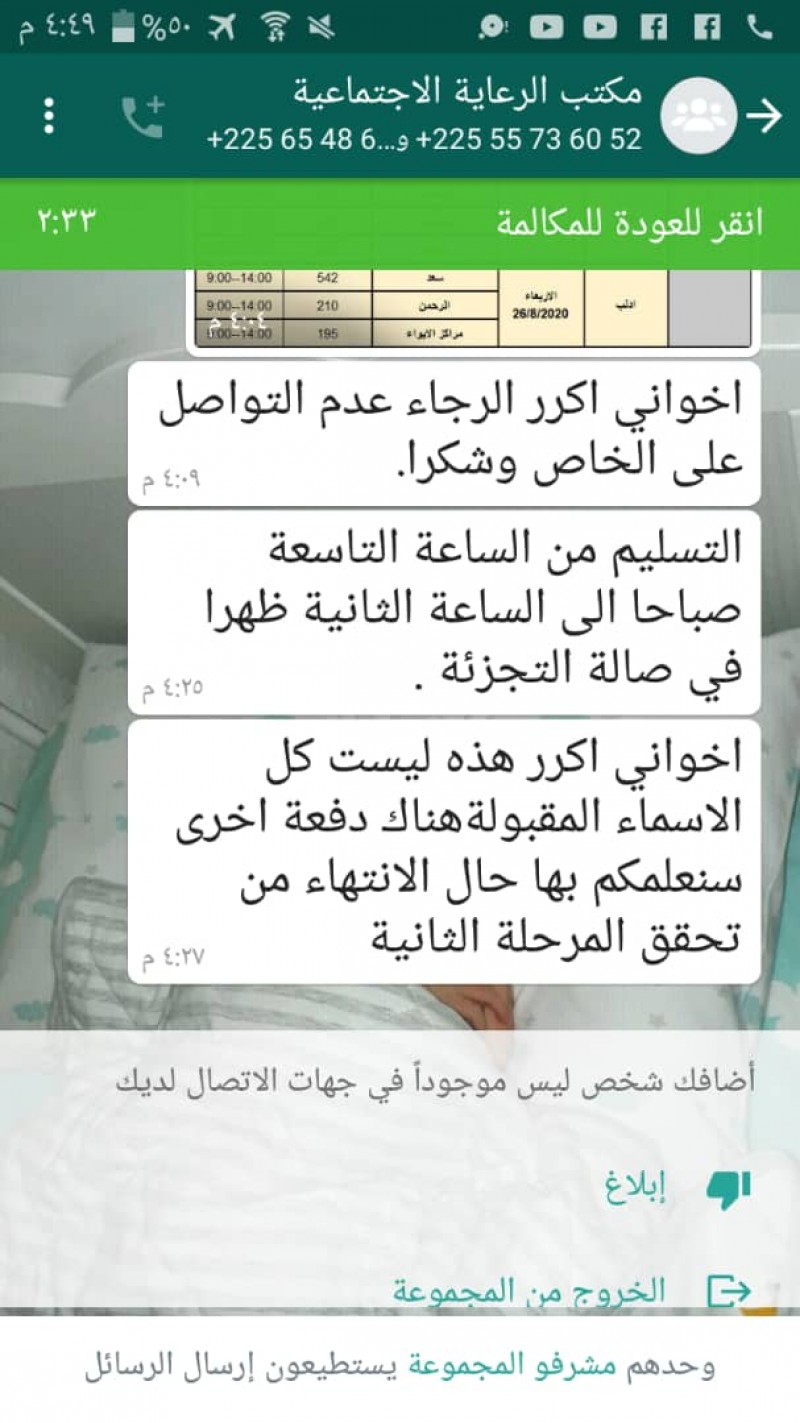 ٤:٤٩ م
%٥٠
مكتب الرعاية الاجتماعية
+225 65 48 6...و +225 55 73 60 52
انقر للعودة للمكالمة
٢:٣٣
ادلب الاربعاء 26/8/2020
سعد 542 9:00--14:00
الرحمن 210 9:00--14:00
مراكز الايواء 195 9:00--14:00
٤:٠٤ م
اخواني اكرر الرجاء عدم التواصل
على الخاص وشكرا.
٤:٠٩ م
التسليم من الساعة التاسعة
صباحا الى الساعة الثانية ظهرا
في صالة التجزئة .
٤:٢٥ م
اخواني اكرر هذه ليست كل
الاسماء المقبولةهناك دفعة اخرى
سنعلمكم بها حال الانتهاء من
تحقق المرحلة الثانية
٤:٢٧ م
أضافك شخص ليس موجوداً في جهات الاتصال لديك
إبلاغ
الخروج من المجموعة
وحدهم مشرفو المجموعة يستطيعون إرسال الرسائل